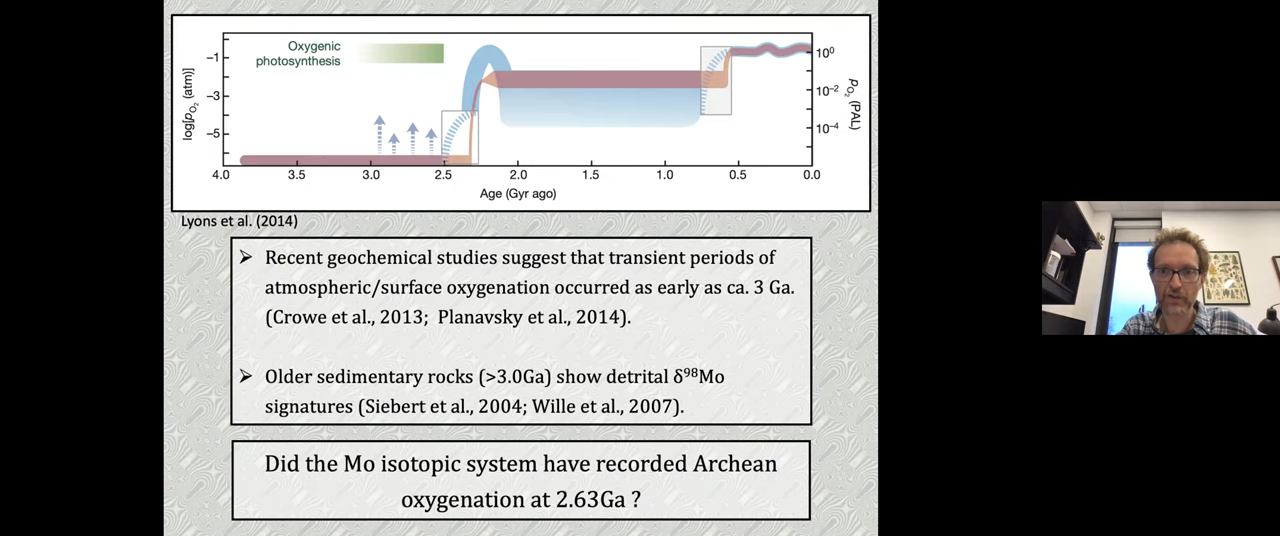 Oxygenic
photosynthesis
log[pO2 (atm)]
−1
−3
−5
10⁰
10⁻²
10⁻⁴
pO2 (PAL)
4.0 3.5 3.0 2.5 2.0 1.5 1.0 0.5 0.0
Age (Gyr ago)
Lyons et al. (2014)
➢ Recent geochemical studies suggest that transient periods of
atmospheric/surface oxygenation occurred as early as ca. 3 Ga.
(Crowe et al., 2013; Planavsky et al., 2014).
➢ Older sedimentary rocks (>3.0Ga) show detrital δ⁹⁸Mo
signatures (Siebert et al., 2004; Wille et al., 2007).
Did the Mo isotopic system have recorded Archean
oxygenation at 2.63Ga ?